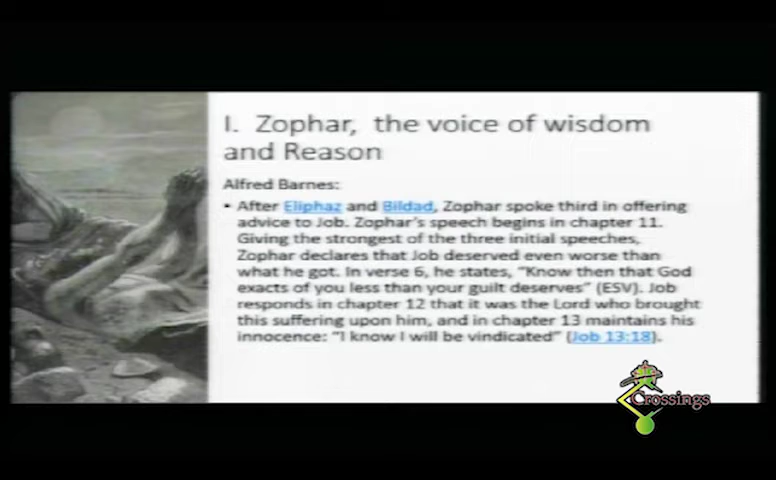 I. Zophar, the voice of wisdom
and Reason
Alfred Barnes:
• After Eliphaz and Bildad, Zophar spoke third in offering
advice to Job. Zophar's speech begins in chapter 11.
Giving the strongest of the three initial speeches,
Zophar declares that Job deserved even worse than
what he got. In verse 6, he states, "Know then that God
exacts of you less than your guilt deserves" (ESV). Job
responds in chapter 12 that it was the Lord who brought
this suffering upon him, and in chapter 13 maintains his
innocence: "I know I will be vindicated" (Job 13:18).
Crossings